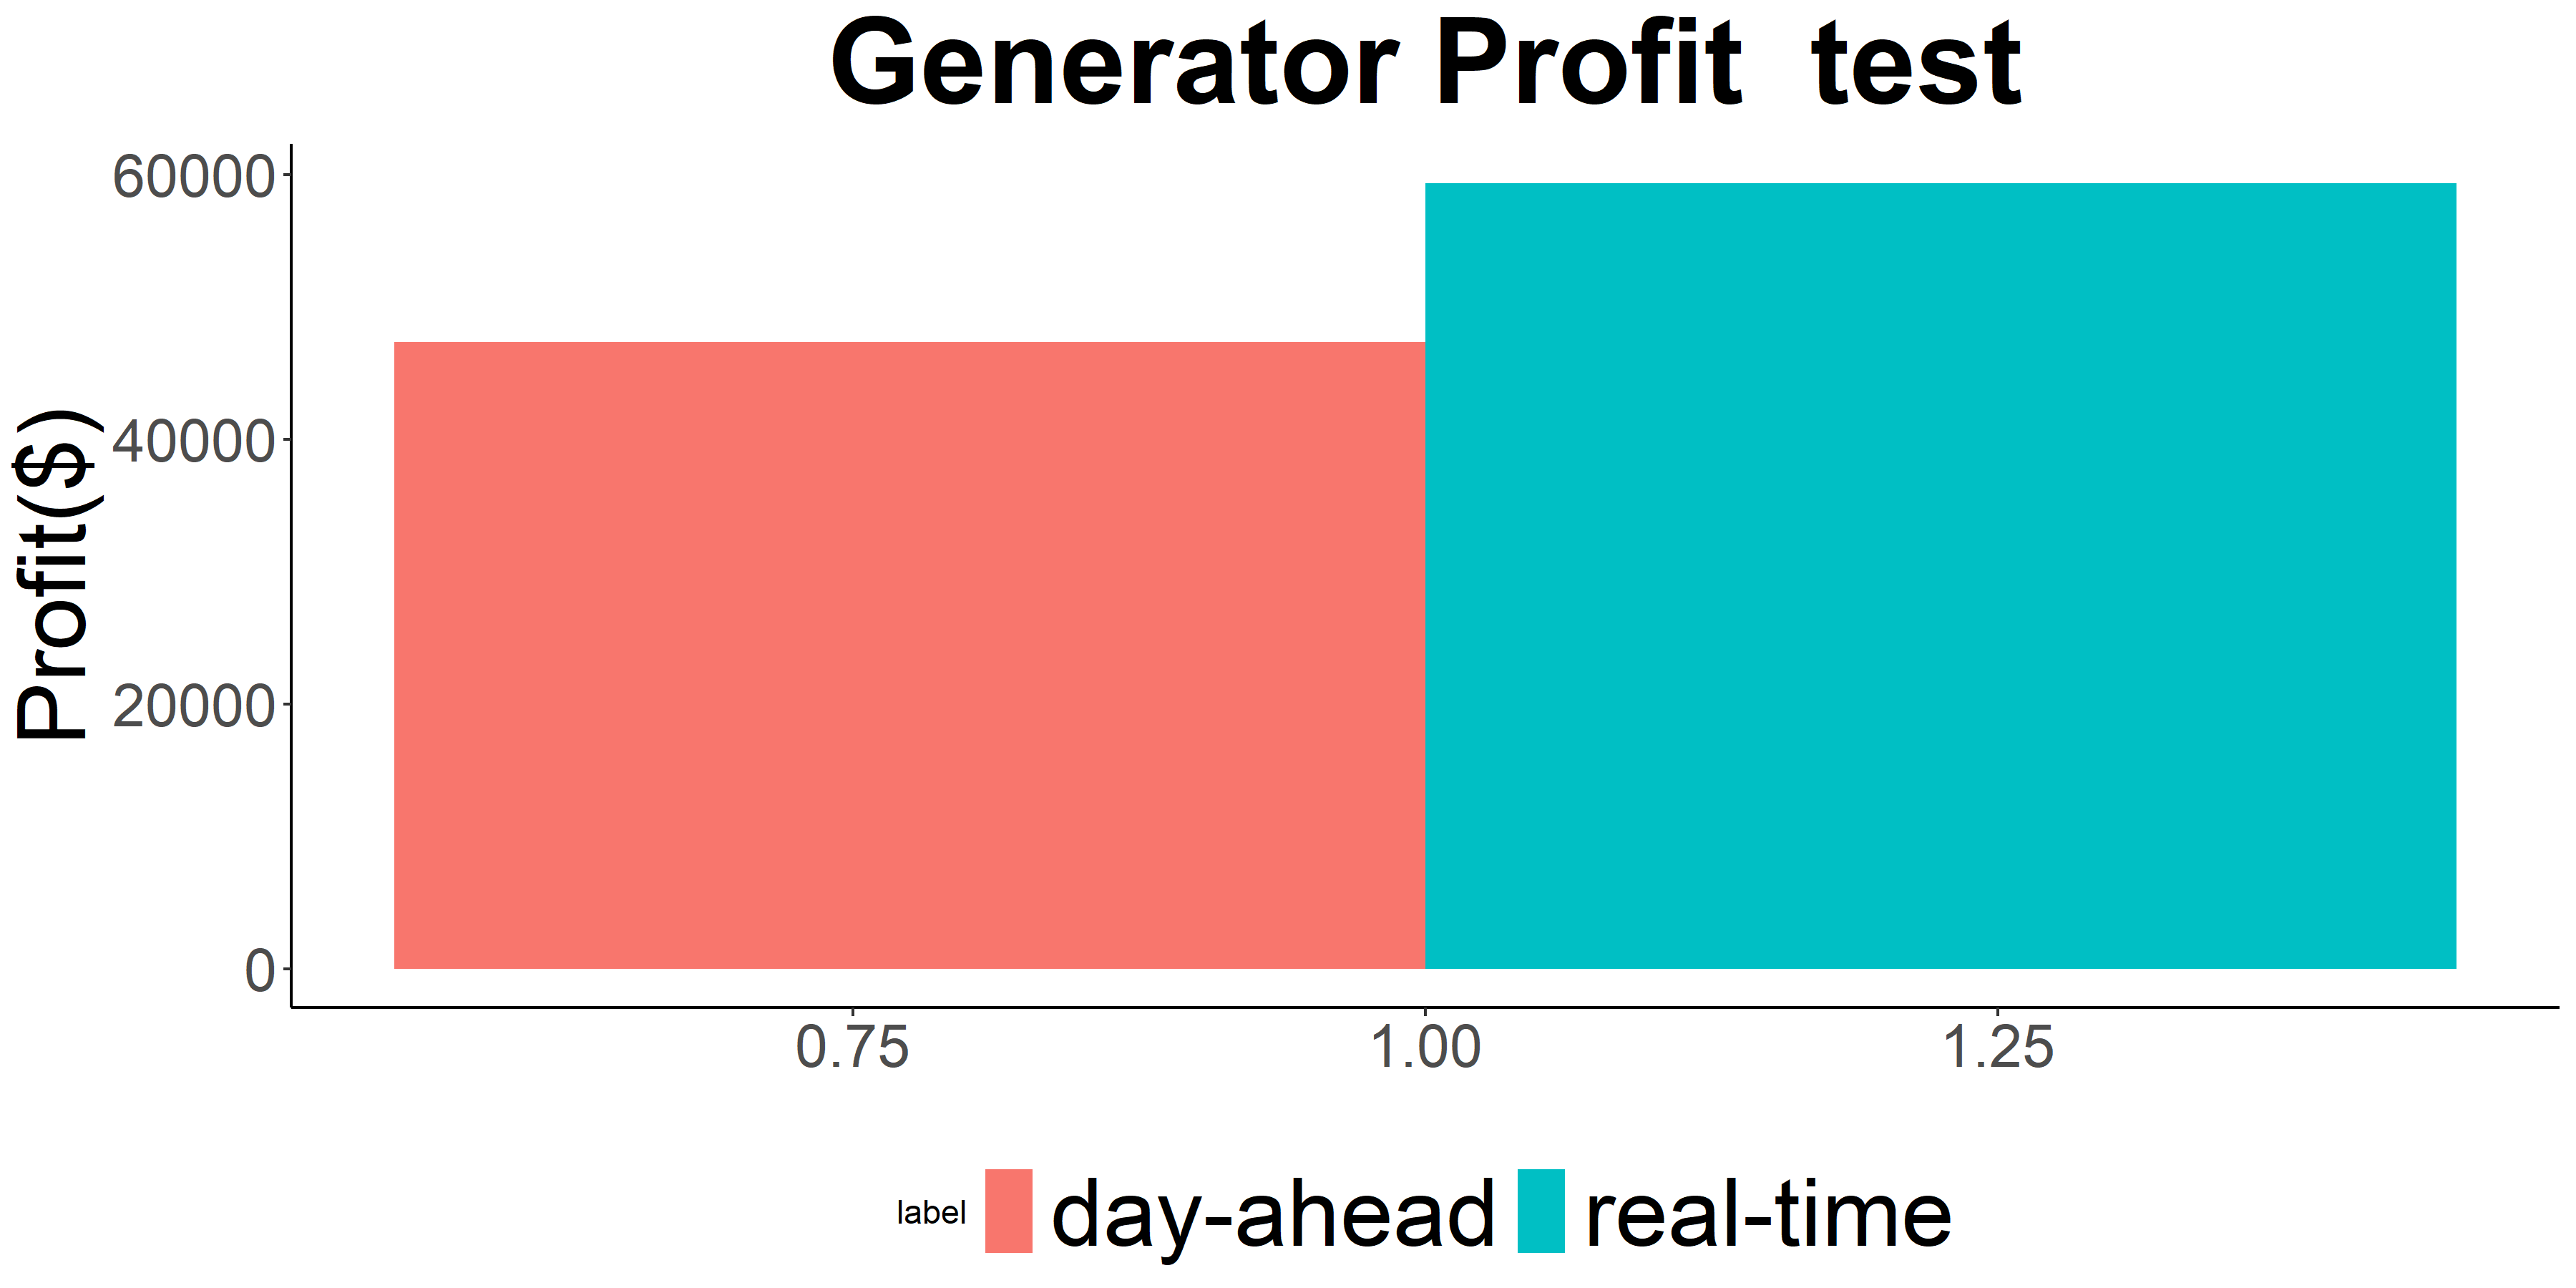 Generator Profit  test
Profit($)
60000
40000
20000
0
0.75 1.00 1.25
label day-ahead real-time